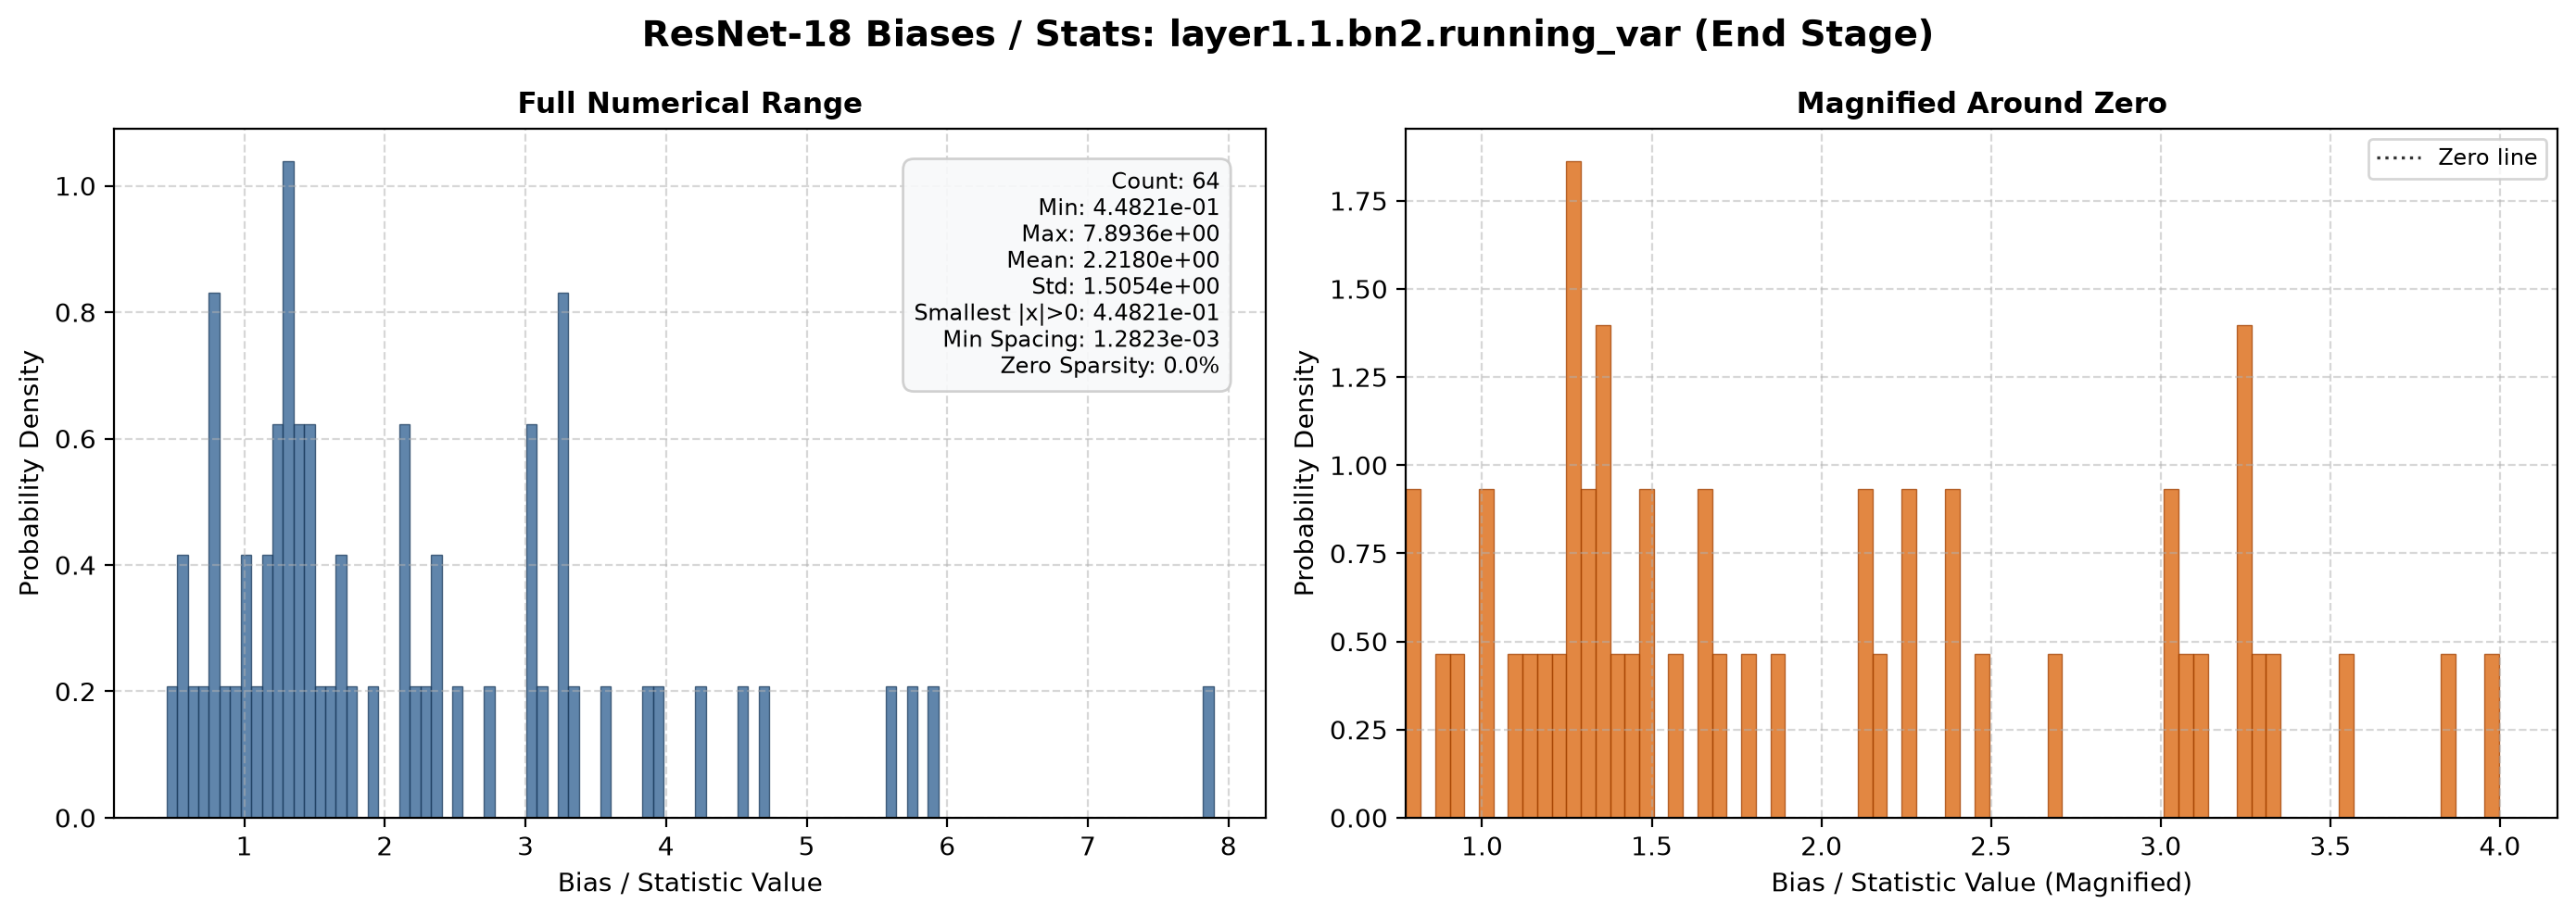 ResNet-18 Biases / Stats: layer1.1.bn2.running_var (End Stage)
Full Numerical Range
Probability Density
1.0
0.8
0.6
0.4
0.2
0.0
Count: 64
Min: 4.4821e-01
Max: 7.8936e+00
Mean: 2.2180e+00
Std: 1.5054e+00
Smallest |x|>0: 4.4821e-01
Min Spacing: 1.2823e-03
Zero Sparsity: 0.0%
1 2 3 4 5 6 7 8
Bias / Statistic Value
Magnified Around Zero
Zero line
Probability Density
1.75
1.50
1.25
1.00
0.75
0.50
0.25
0.00
1.0 1.5 2.0 2.5 3.0 3.5 4.0
Bias / Statistic Value (Magnified)